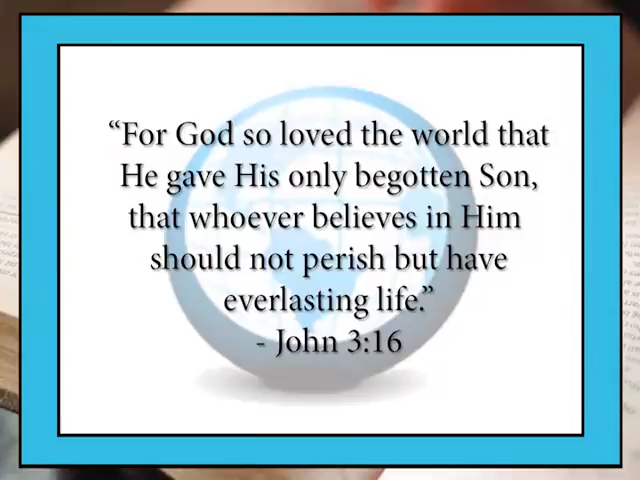 “For God so loved the world that
He gave His only begotten Son,
that whoever believes in Him
should not perish but have
everlasting life.”
- John 3:16